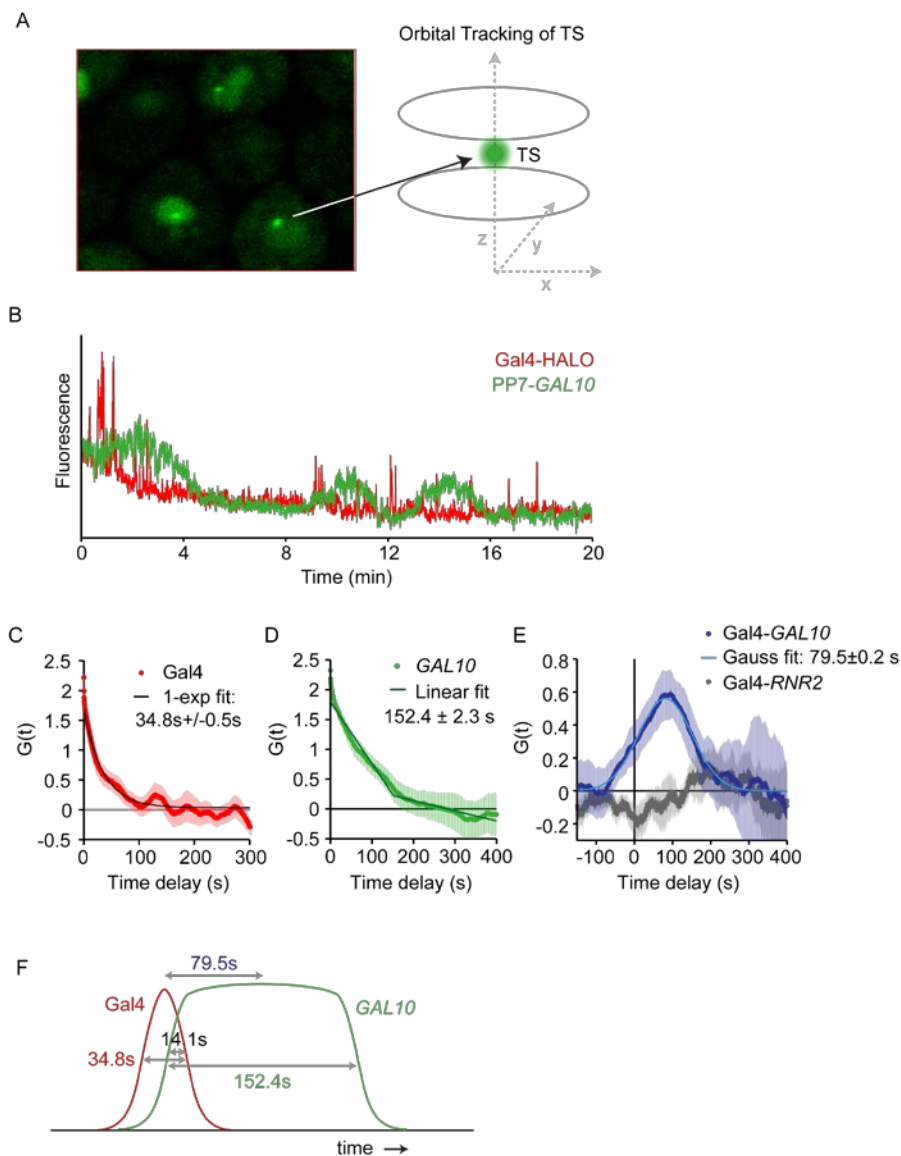 A
Orbital Tracking of TS
TS
z
y
x
B
Gal4-HALO
PP7-GAL10
Fluorescence
0
4
8
12
16
20
Time (min)
C
Gal4
1-exp fit:
34.8s+/-0.5s
G(t)
2.5
2
1.5
1
0.5
0
-0.5
0
100
200
300
Time delay (s)
D
GAL10
Linear fit
152.4 ± 2.3 s
G(t)
2.5
2
1.5
1
0.5
0
-0.5
0
100
200
300
400
Time delay (s)
E
Gal4-GAL10
Gauss fit: 79.5±0.2 s
Gal4-RNR2
G(t)
0.8
0.6
0.4
0.2
0
-0.2
-100
0
100
200
300
400
Time delay (s)
F
79.5s
Gal4
GAL10
14.1s
34.8s
152.4s
time